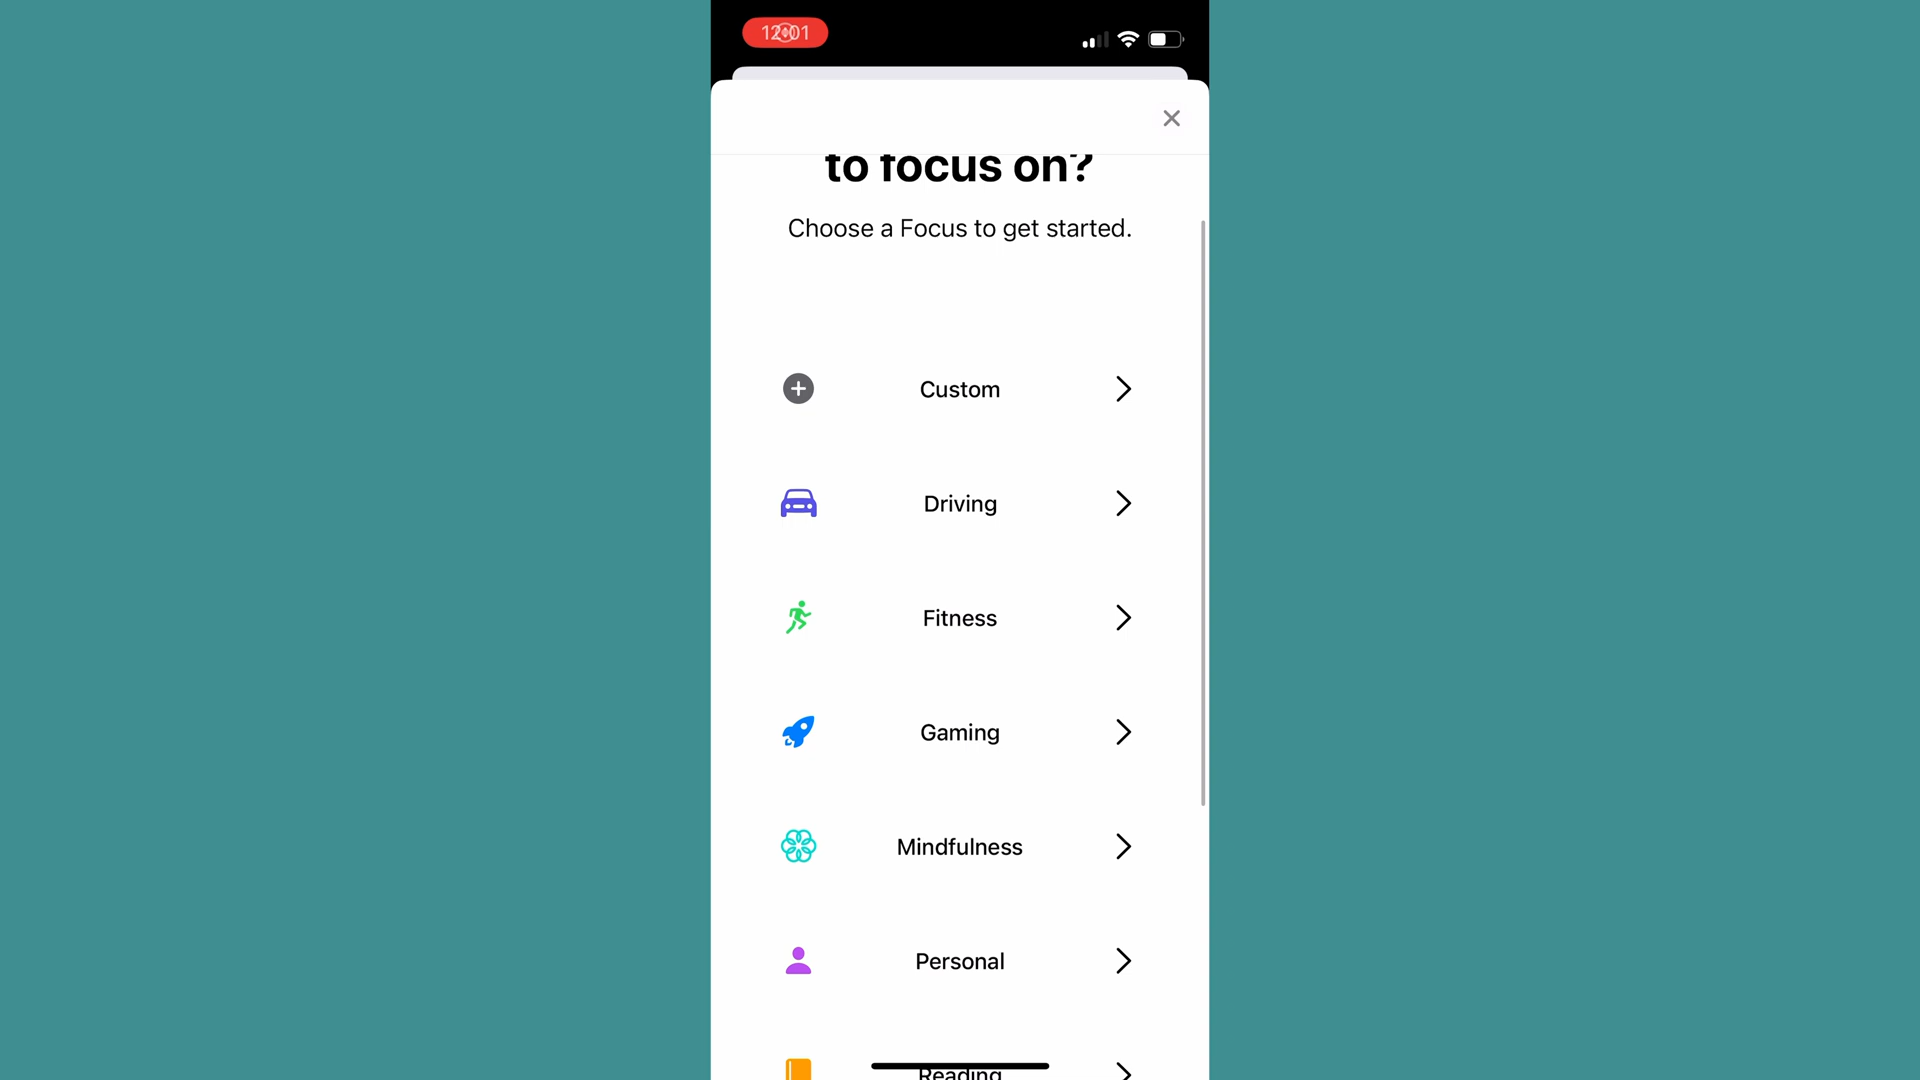 12:01
to focus on?
Choose a Focus to get started.
Custom
Driving
Fitness
Gaming
Mindfulness
Personal
Reading